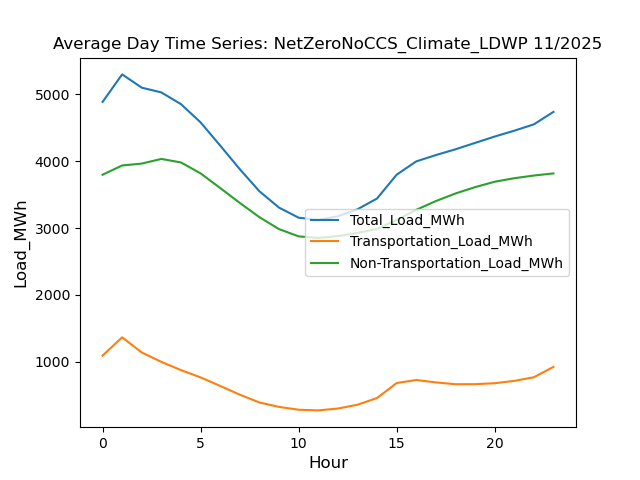 Average Day Time Series: NetZeroNoCCS_Climate_LDWP 11/2025
Load_MWh
5000
4000
3000
2000
1000
Total_Load_MWh
Transportation_Load_MWh
Non-Transportation_Load_MWh
0 5 10 15 20
Hour